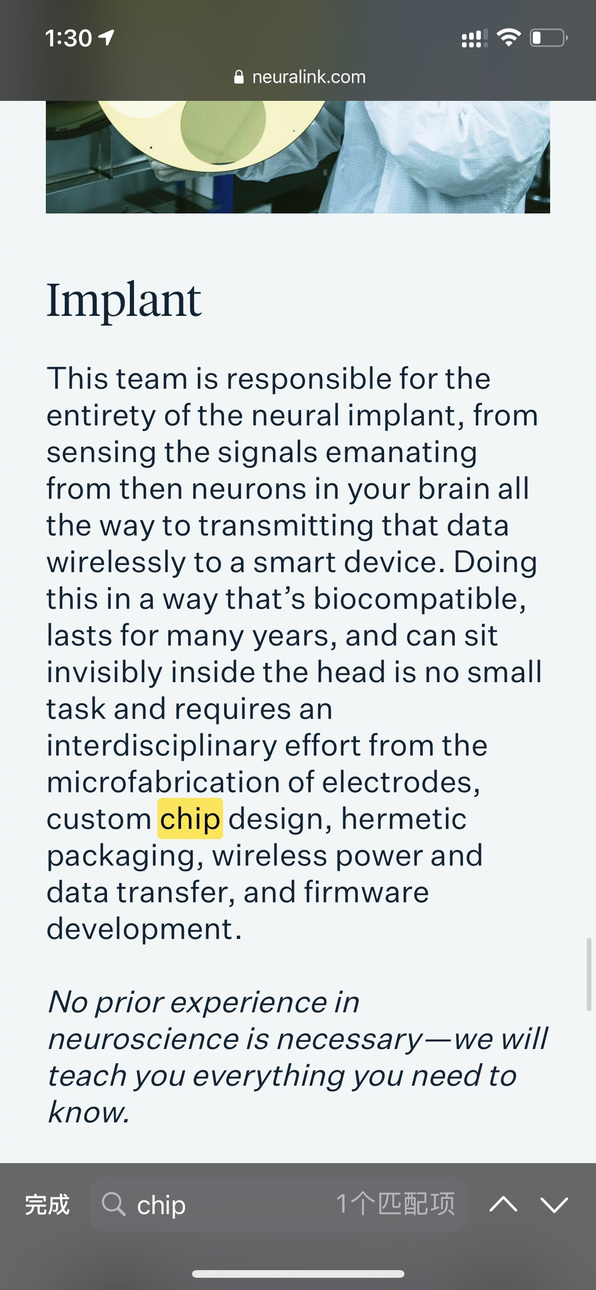 1:30
neuralink.com
Implant
This team is responsible for the
entirety of the neural implant, from
sensing the signals emanating
from then neurons in your brain all
the way to transmitting that data
wirelessly to a smart device. Doing
this in a way that’s biocompatible,
lasts for many years, and can sit
invisibly inside the head is no small
task and requires an
interdisciplinary effort from the
microfabrication of electrodes,
custom chip design, hermetic
packaging, wireless power and
data transfer, and firmware
development.
No prior experience in
neuroscience is necessary—we will
teach you everything you need to
know.
完成 chip 1个匹配项